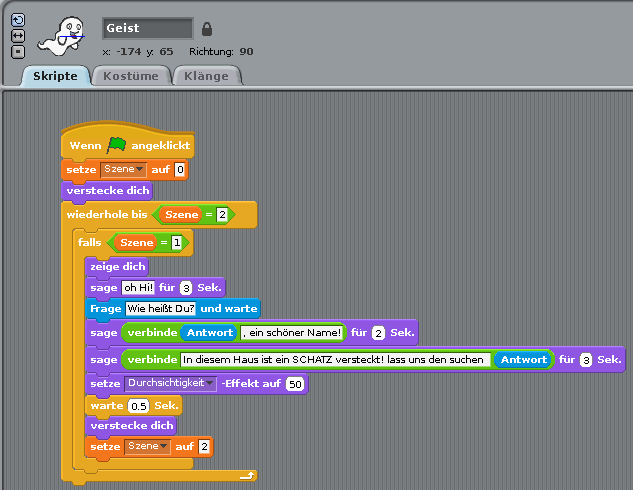 Geist
x: -174 y: 65 Richtung: 90
Skripte Kostüme Klänge
Wenn angeklickt
setze Szene auf 0
verstecke dich
wiederhole bis Szene = 2
falls Szene = 1
zeige dich
sage oh Hi! für 3 Sek.
Frage Wie heißt Du? und warte
sage verbinde Antwort , ein schöner Name! für 2 Sek.
sage verbinde In diesem Haus ist ein SCHATZ versteckt! lass uns den suchen Antwort für 3 Sek.
setze Durchsichtigkeit -Effekt auf 50
warte 0.5 Sek.
verstecke dich
setze Szene auf 2